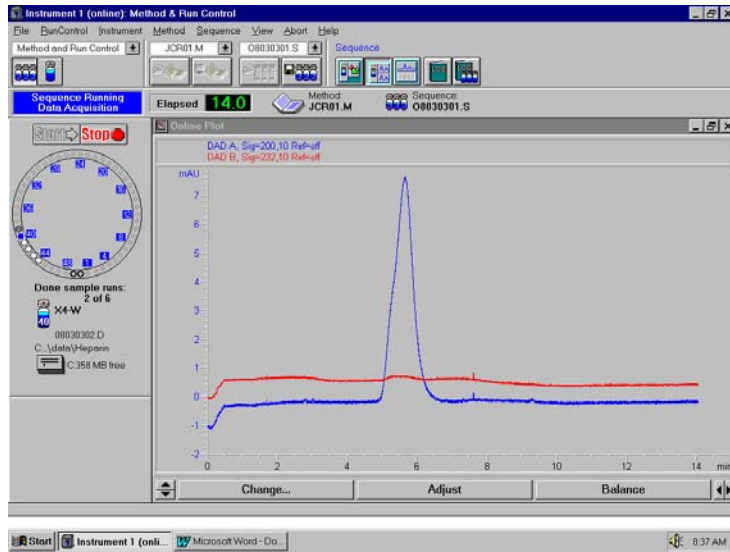 Instrument 1 (online): Method & Run Control
File RunControl Instrument Method Sequence View Abort Help
Method and Run Control JCR01.M 08030301.S Sequence
Sequence Running
Data Acquisition
Elapsed 14.0 Method: JCR01.M Sequence: 08030301.S
Start Stop
Online Plot
DAD A, Sig=200,10 Ref=off
DAD B, Sig=232,10 Ref=off
mAU
7
6
5
4
3
2
1
0
-1
-2
0 2 4 6 8 10 12 14 min
Done sample runs:
2 of 6
X4-W
40
08030302.D
C...\data\Heparin
C:358 MB free
Change... Adjust Balance
Start Instrument 1 (onli... Microsoft Word - Do... 8:37 AM